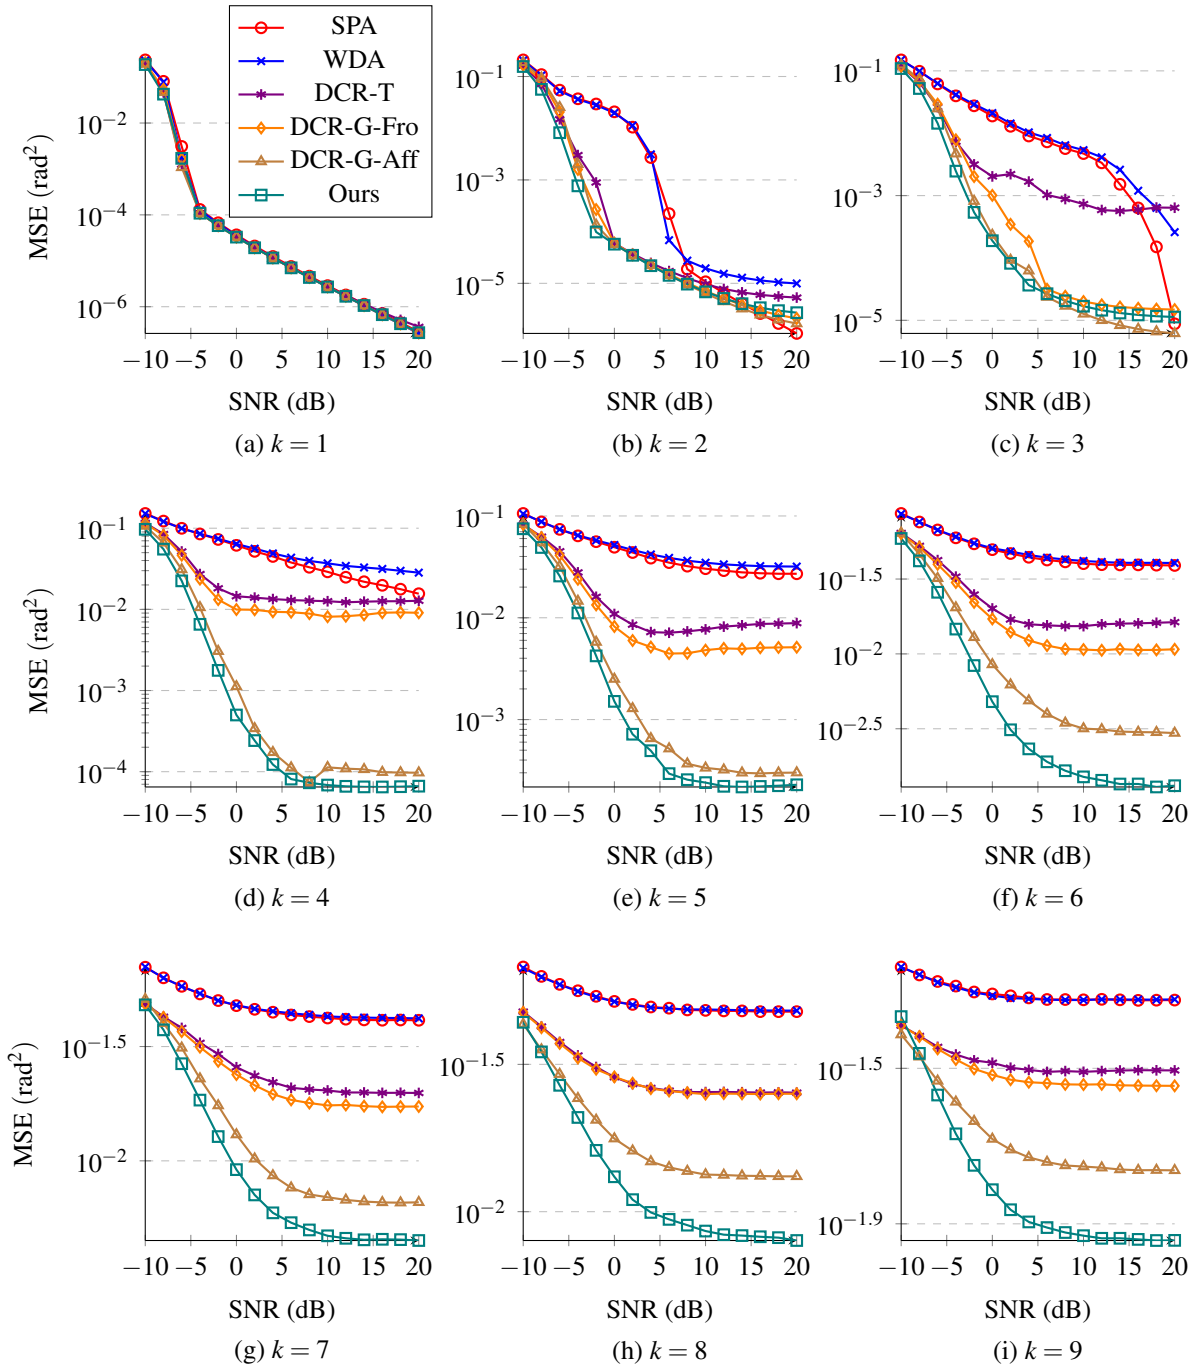 SPA
WDA
DCR-T
DCR-G-Fro
DCR-G-Aff
Ours
MSE (rad²)
10⁻²
10⁻⁴
10⁻⁶
−10 −5 0 5 10 15 20
SNR (dB)
(a) k = 1
10⁻¹
10⁻³
10⁻⁵
−10 −5 0 5 10 15 20
SNR (dB)
(b) k = 2
10⁻¹
10⁻³
10⁻⁵
−10 −5 0 5 10 15 20
SNR (dB)
(c) k = 3
MSE (rad²)
10⁻¹
10⁻²
10⁻³
10⁻⁴
−10 −5 0 5 10 15 20
SNR (dB)
(d) k = 4
10⁻¹
10⁻²
10⁻³
−10 −5 0 5 10 15 20
SNR (dB)
(e) k = 5
10⁻¹·⁵
10⁻²
10⁻²·⁵
−10 −5 0 5 10 15 20
SNR (dB)
(f) k = 6
MSE (rad²)
10⁻¹·⁵
10⁻²
−10 −5 0 5 10 15 20
SNR (dB)
(g) k = 7
10⁻¹·⁵
10⁻²
−10 −5 0 5 10 15 20
SNR (dB)
(h) k = 8
10⁻¹·⁵
10⁻¹·⁹
−10 −5 0 5 10 15 20
SNR (dB)
(i) k = 9